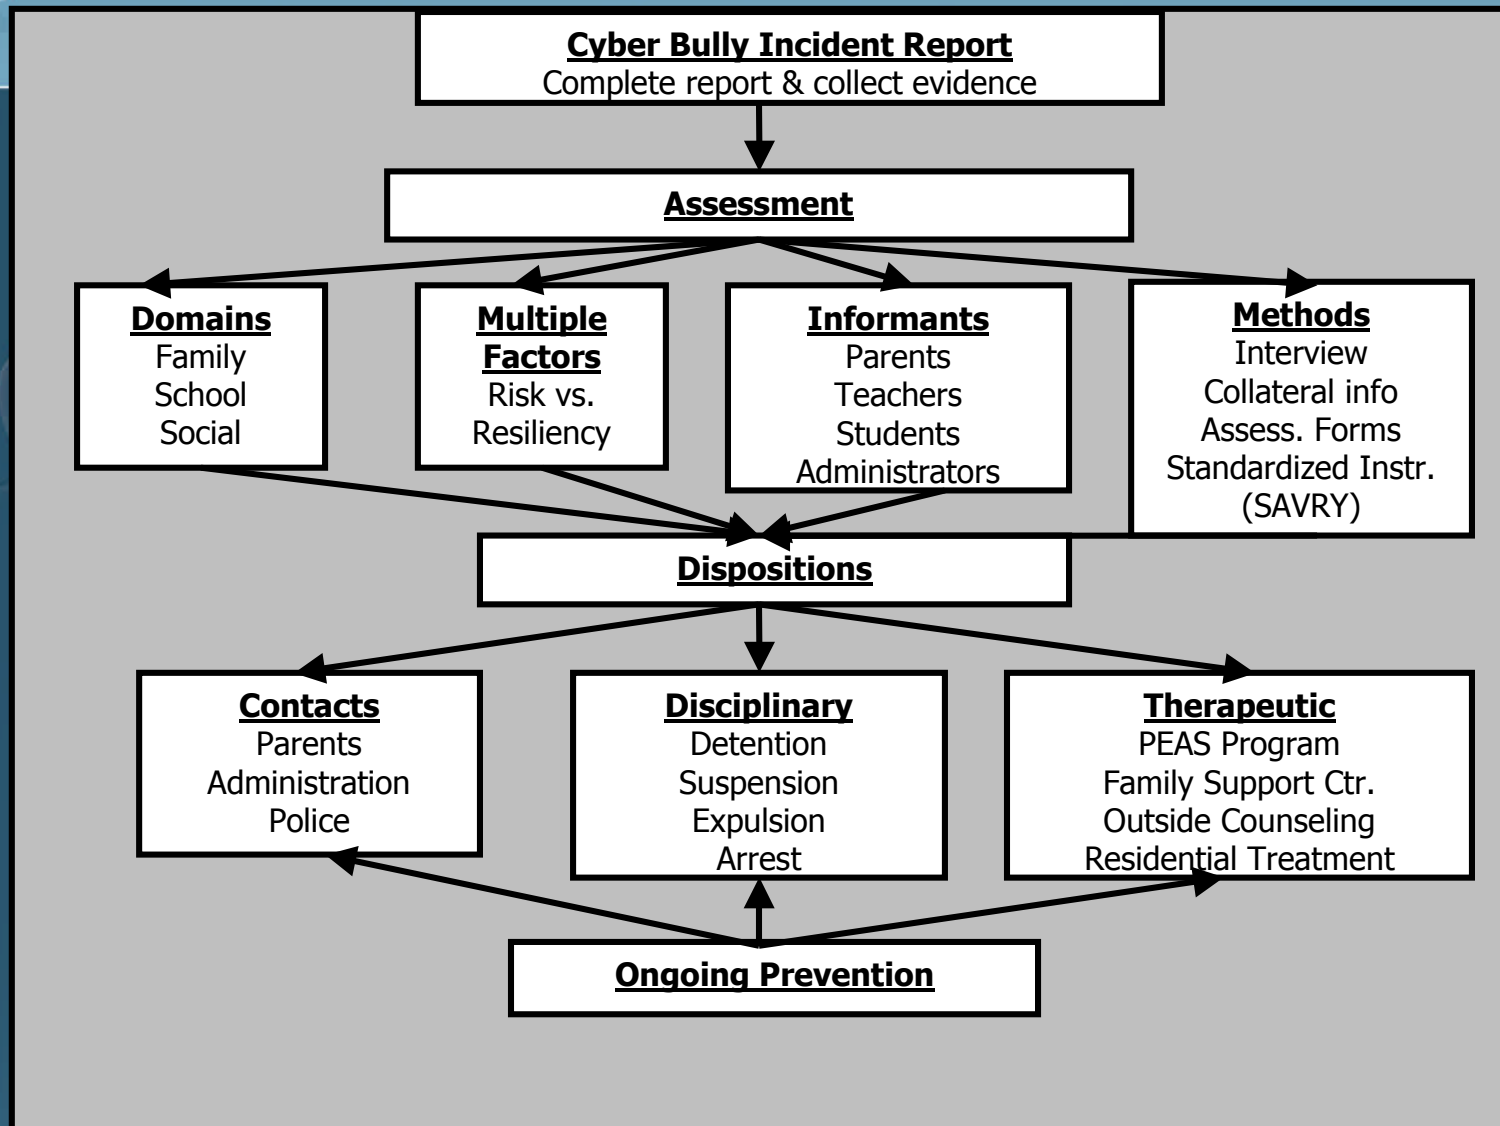 Cyber Bully Incident Report
Complete report & collect evidence
Assessment
Domains
Family
School
Social
Multiple
Factors
Risk vs.
Resiliency
Informants
Parents
Teachers
Students
Administrators
Methods
Interview
Collateral info
Assess. Forms
Standardized Instr.
(SAVRY)
Dispositions
Contacts
Parents
Administration
Police
Disciplinary
Detention
Suspension
Expulsion
Arrest
Therapeutic
PEAS Program
Family Support Ctr.
Outside Counseling
Residential Treatment
Ongoing Prevention